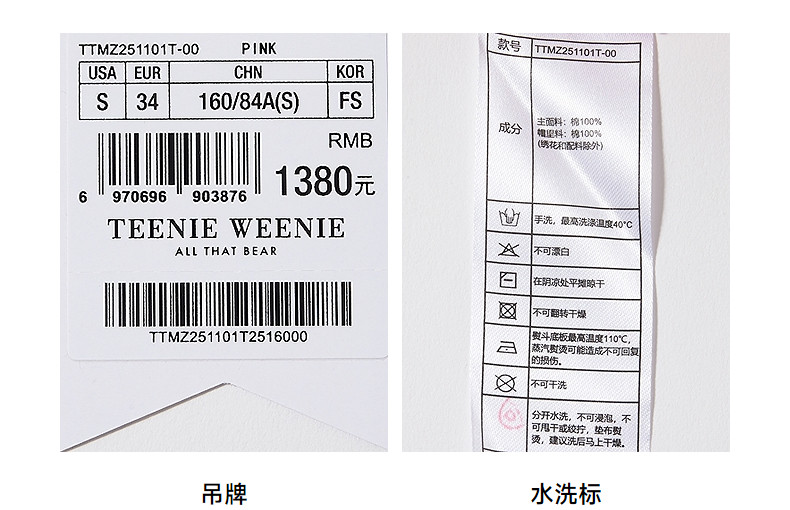 TTMZ251101T-00 PINK
USA EUR CHN KOR
S 34 160/84A(S) FS
RMB
1380元
6 970696 903876
TEENIE WEENIE
ALL THAT BEAR
TTMZ251101T2516000
吊牌
款号 TTMZ251101T-00
成分
主面料：棉100%
帽里料：棉100%
(绣花和配料除外)
手洗，最高洗涤温度40℃
不可漂白
在阴凉处平摊晾干
不可翻转干燥
熨斗底板最高温度110℃，
蒸汽熨烫可能造成不可回复
的损伤。
不可干洗
分开水洗，不可浸泡，不
可甩干或绞拧，垫布熨
烫，建议洗后马上干燥。
水洗标